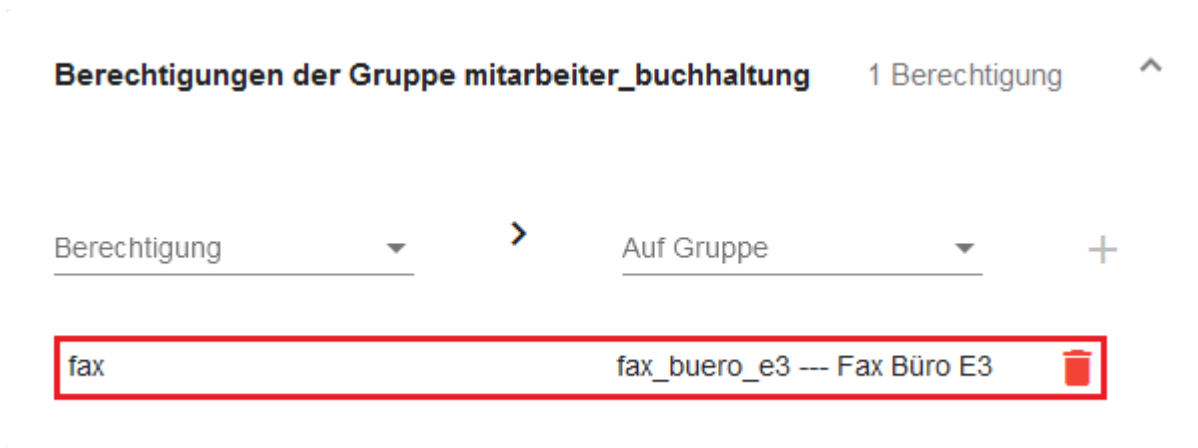 Berechtigungen der Gruppe mitarbeiter_buchhaltung 1 Berechtigung
Berechtigung Auf Gruppe
fax fax_buero_e3 --- Fax Büro E3